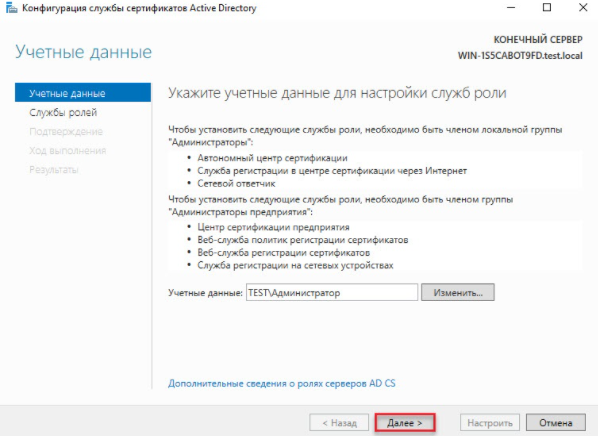 Конфигурация службы сертификатов Active Directory
Учетные данные
КОНЕЧНЫЙ СЕРВЕР
WIN-1S5CABOT9FD.test.local
Учетные данные
Службы ролей
Подтверждение
Ход выполнения
Результаты
Укажите учетные данные для настройки служб роли
Чтобы установить следующие службы роли, необходимо быть членом локальной группы
"Администраторы":
• Автономный центр сертификации
• Служба регистрации в центре сертификации через Интернет
• Сетевой ответчик
Чтобы установить следующие службы роли, необходимо быть членом группы
"Администраторы предприятия":
• Центр сертификации предприятия
• Веб-служба политик регистрации сертификатов
• Веб-служба регистрации сертификатов
• Служба регистрации на сетевых устройствах
Учетные данные: TEST\Администратор Изменить...
Дополнительные сведения о ролях серверов AD CS
< Назад Далее > Настроить Отмена